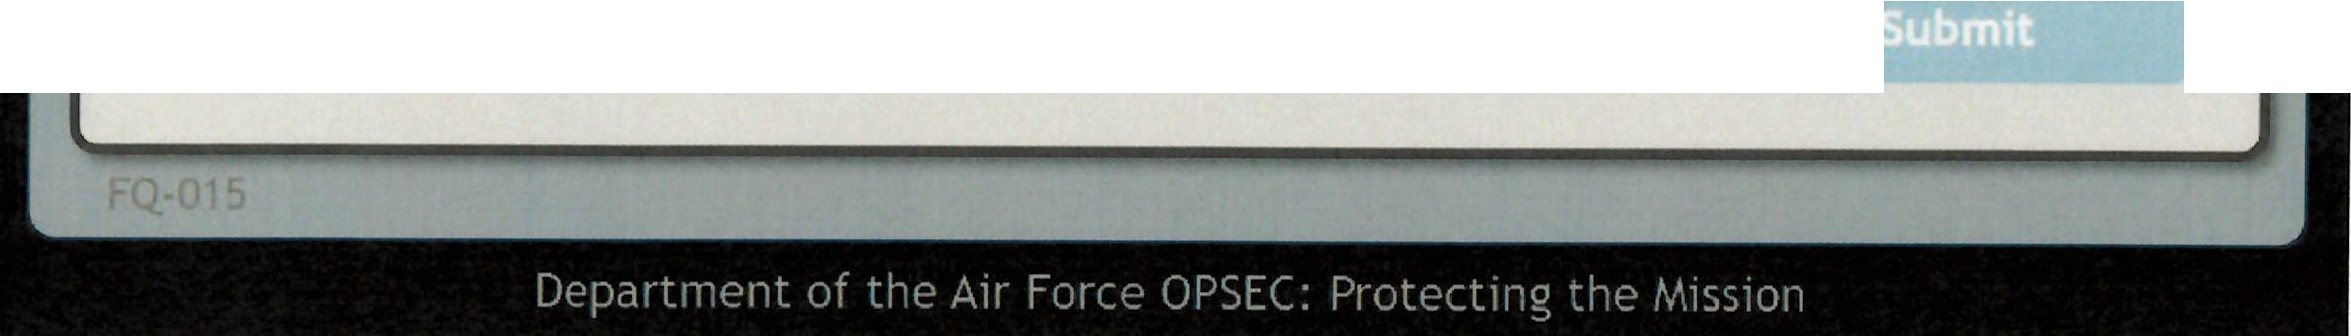 Submit
FQ-015
Department of the Air Force OPSEC: Protecting the Mission